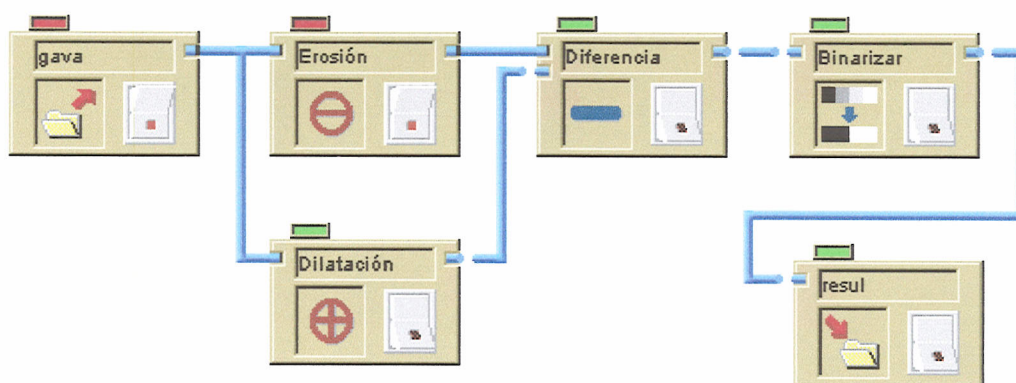 gava
Erosión
Diferencia
Binarizar
Dilatación
resul